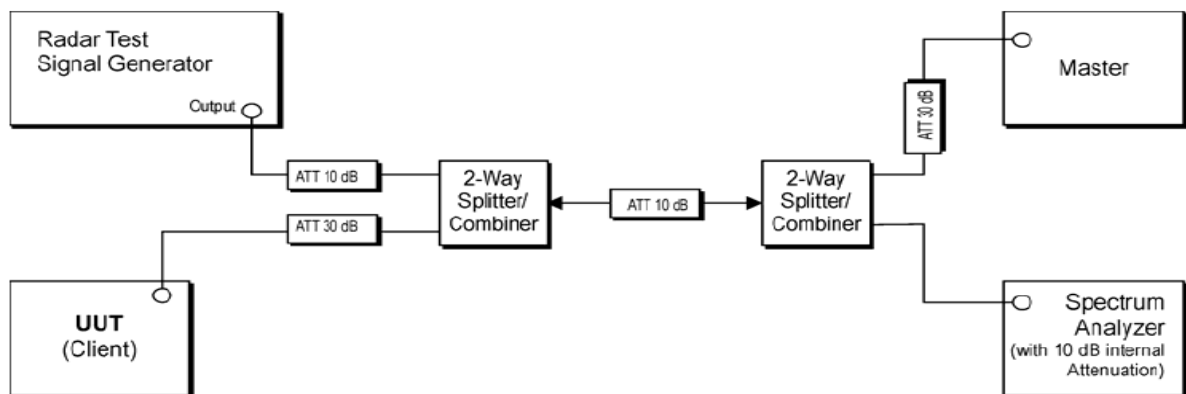 Radar Test
Signal Generator
Output
ATT 10 dB
ATT 30 dB
UUT
(Client)
2-Way
Splitter/
Combiner
ATT 10 dB
2-Way
Splitter/
Combiner
ATT 30 dB
Master
Spectrum
Analyzer
(with 10 dB internal
Attenuation)